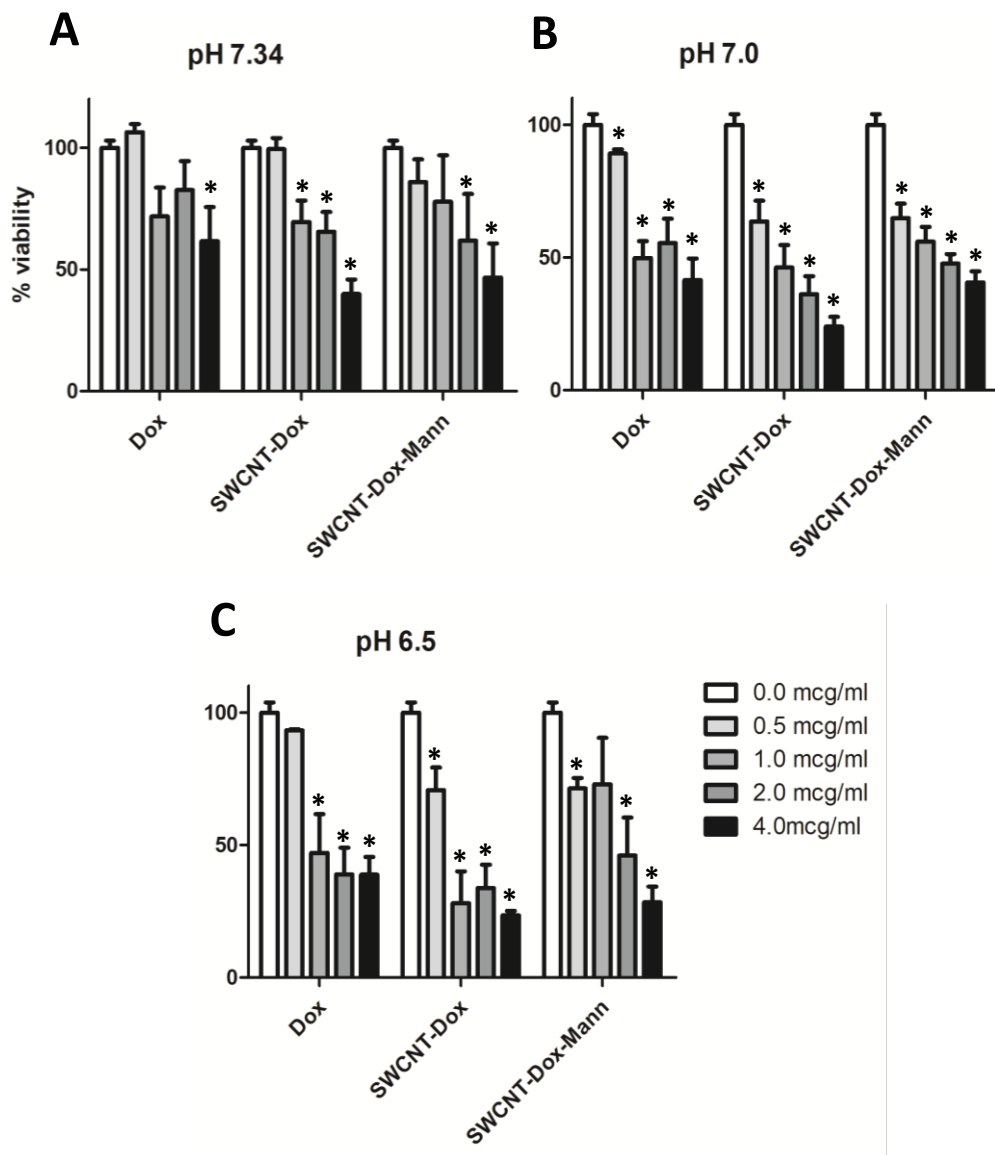 A
pH 7.34
% viability
100
50
0
* * * * * *
Dox
SWCNT-Dox
SWCNT-Dox-Mann
B
pH 7.0
100
50
0
* * * * * * * * * * * *
Dox
SWCNT-Dox
SWCNT-Dox-Mann
C
pH 6.5
100
50
0
* * * * * * * * * *
Dox
SWCNT-Dox
SWCNT-Dox-Mann
0.0 mcg/ml
0.5 mcg/ml
1.0 mcg/ml
2.0 mcg/ml
4.0mcg/ml